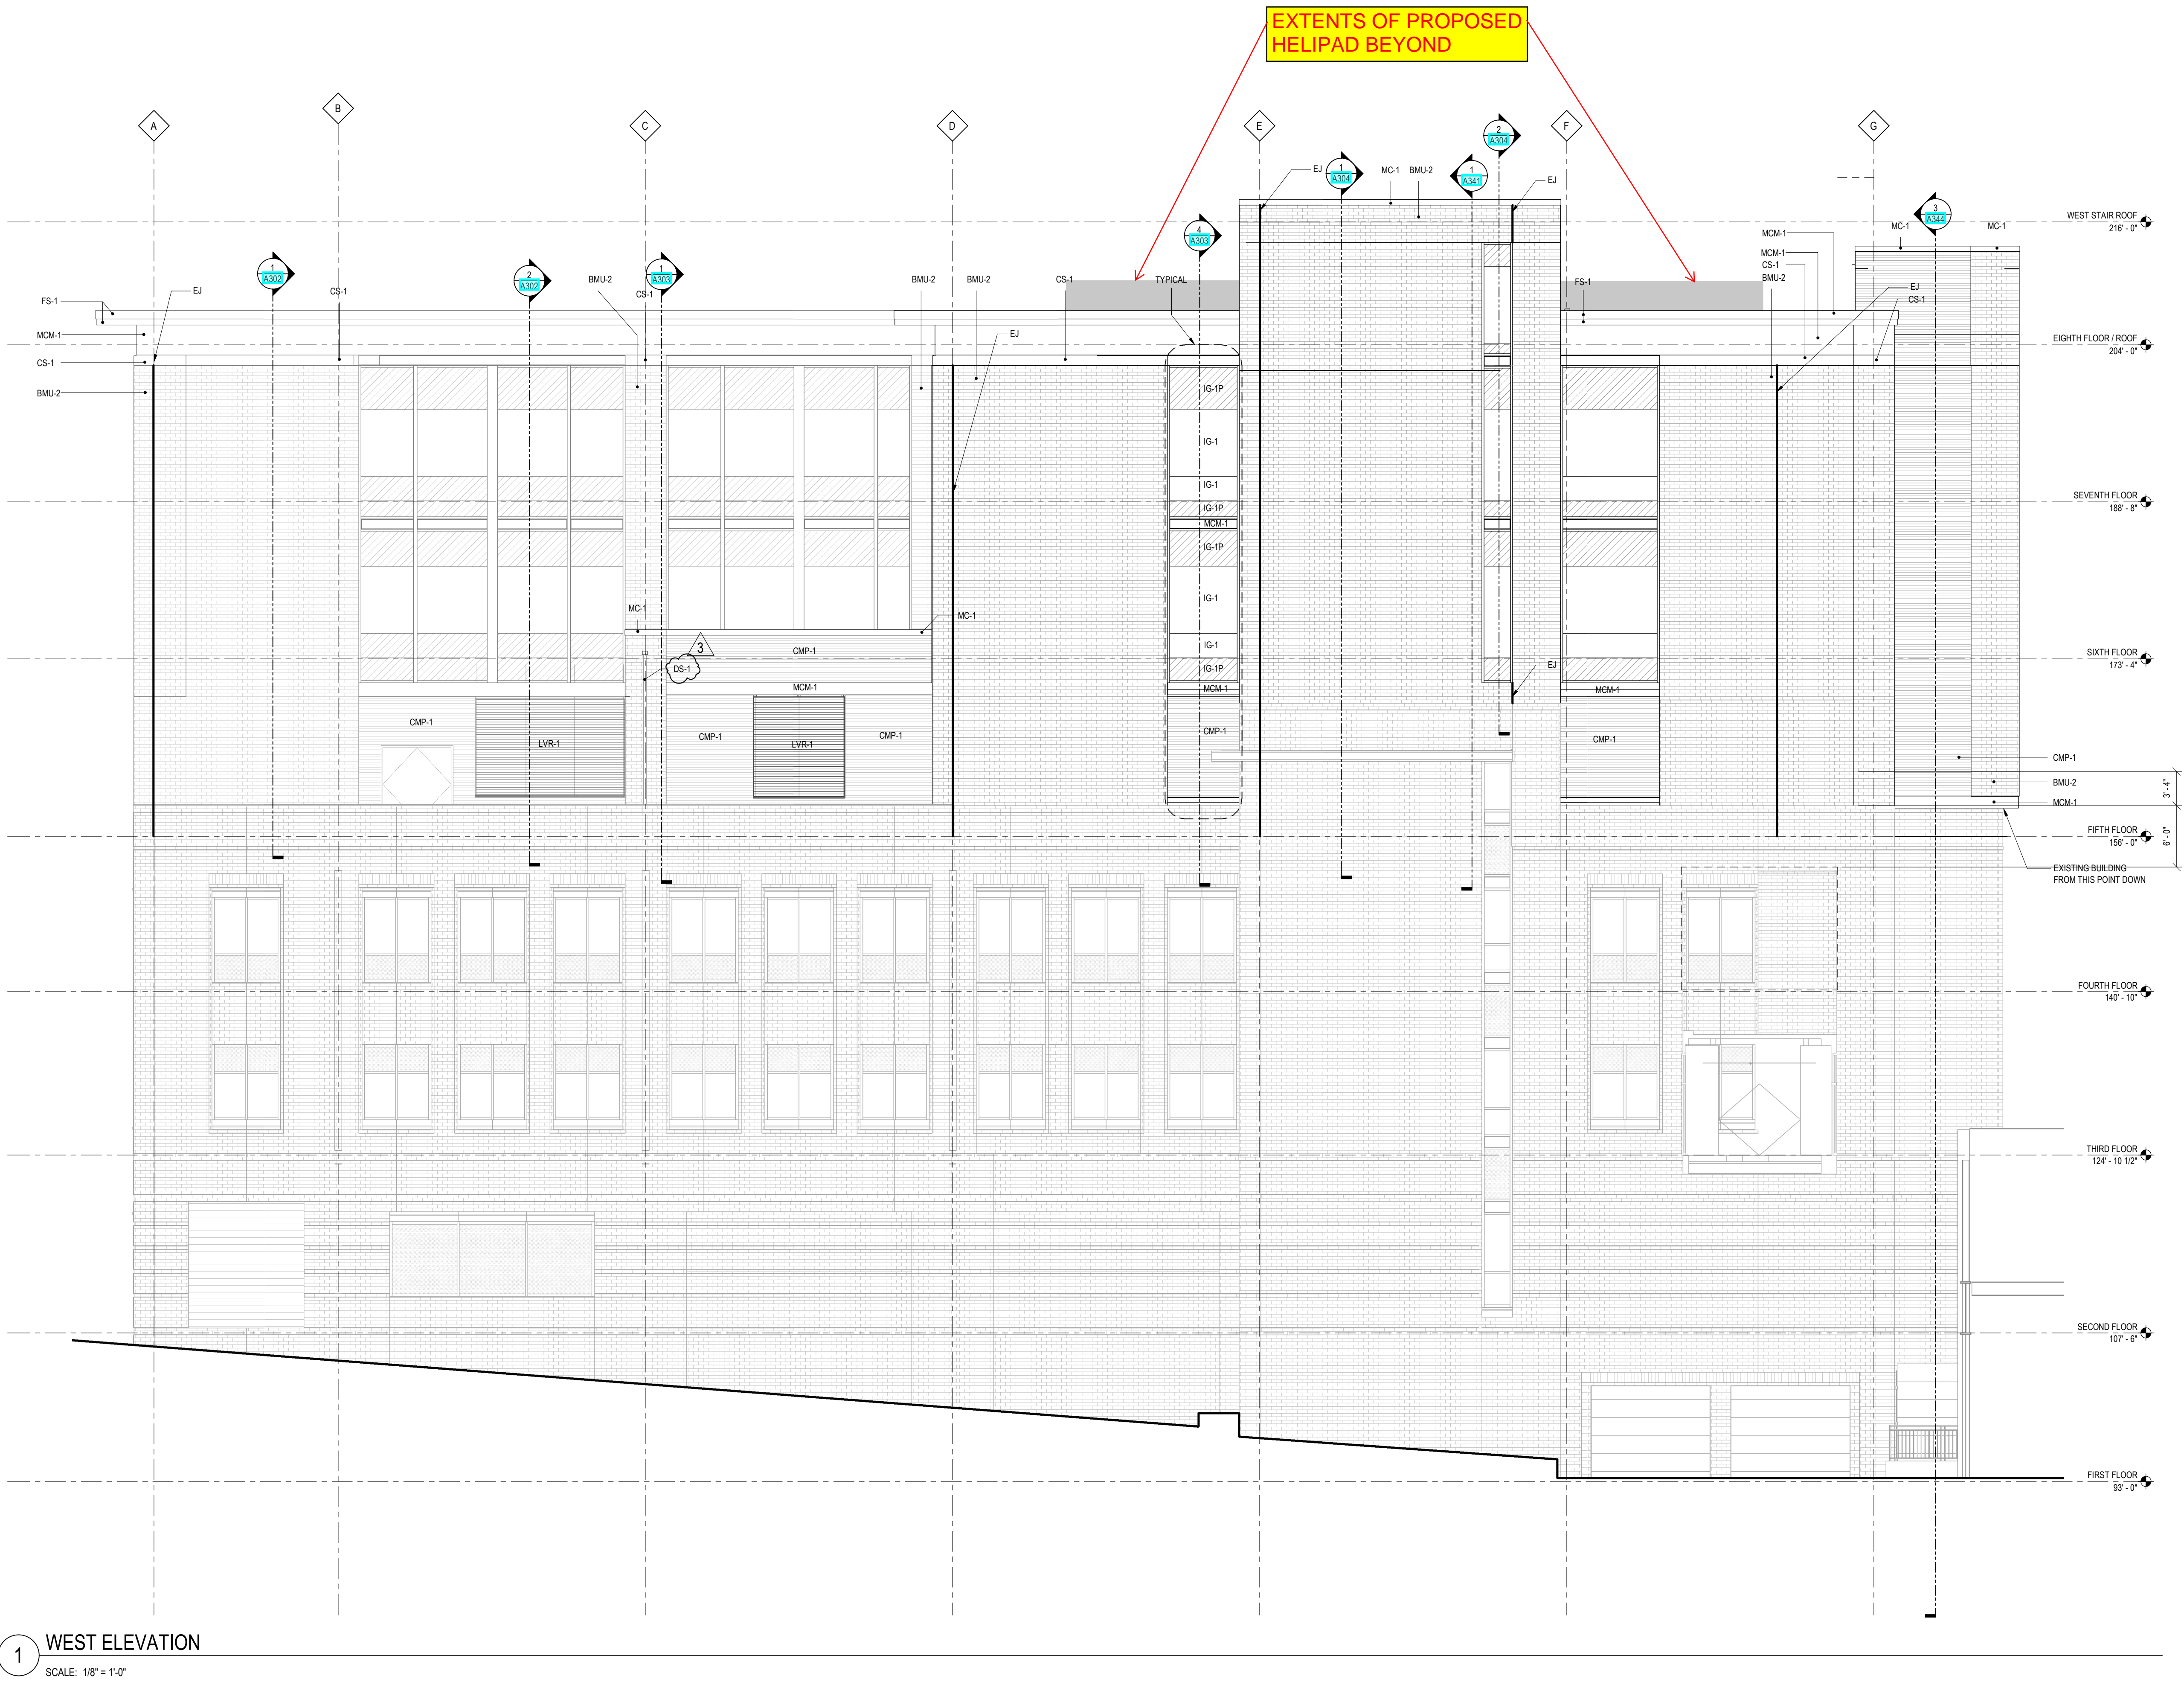 EXTENTS OF PROPOSED
HELIPAD BEYOND
A
B
C
D
E
F
G
2
A304
EJ
1
A304
MC-1
BMU-2
1
A341
EJ
3
A344
WEST STAIR ROOF
216' - 0"
MC-1
MC-1
MCM-1
4
A303
1
A302
2
A302
1
A303
BMU-2
BMU-2
BMU-2
CS-1
TYPICAL
FS-1
MCM-1
CS-1
BMU-2
EJ
CS-1
EJ
CS-1
CS-1
FS-1
MCM-1
EJ
EIGHTH FLOOR / ROOF
204' - 0"
CS-1
BMU-2
IG-1P
IG-1
IG-1
SEVENTH FLOOR
188' - 8"
IG-1P
MCM-1
IG-1P
IG-1
MC-1
MC-1
3
CMP-1
IG-1
SIXTH FLOOR
173' - 4"
DS-1
IG-1P
EJ
MCM-1
MCM-1
MCM-1
CMP-1
LVR-1
CMP-1
LVR-1
CMP-1
CMP-1
CMP-1
CMP-1
BMU-2
MCM-1
3' - 4"
FIFTH FLOOR
156' - 0"
6' - 0"
EXISTING BUILDING
FROM THIS POINT DOWN
FOURTH FLOOR
140' - 10"
THIRD FLOOR
124' - 10 1/2"
SECOND FLOOR
107' - 6"
FIRST FLOOR
93' - 0"
1
WEST ELEVATION
SCALE: 1/8" = 1'-0"